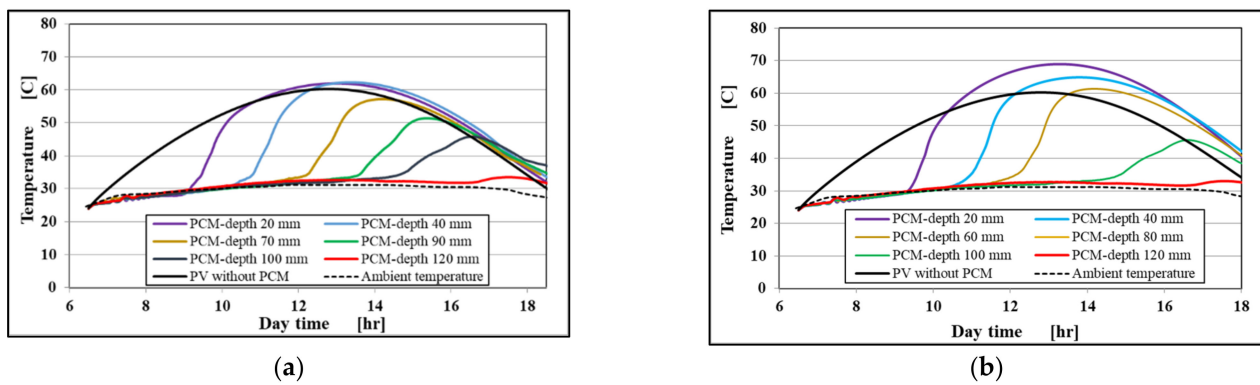 80
70
60
50
40
30
20
10
0
Temperature [C]
PCM-depth 20 mm PCM-depth 40 mm
PCM-depth 70 mm PCM-depth 90 mm
PCM-depth 100 mm PCM-depth 120 mm
PV without PCM Ambient temperature
6 8 10 12 14 16 18
Day time [hr]
(a)
80
70
60
50
40
30
20
10
0
Temperature [C]
PCM-depth 20 mm PCM-depth 40 mm
PCM-depth 60 mm PCM-depth 80 mm
PCM-depth 100 mm PCM-depth 120 mm
PV without PCM Ambient temperature
6 8 10 12 14 16 18
Day time [hr]
(b)